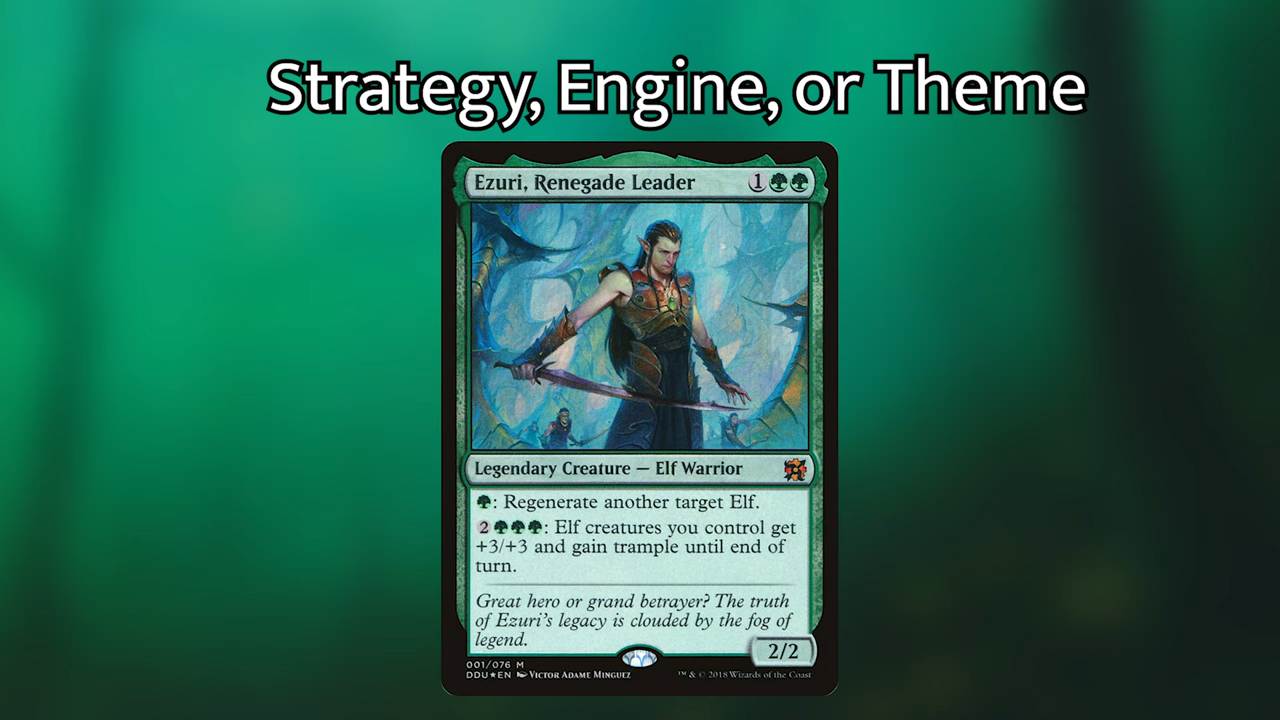 Strategy, Engine, or Theme
Ezuri, Renegade Leader 1
Legendary Creature — Elf Warrior
: Regenerate another target Elf.
2 : Elf creatures you control get
+3/+3 and gain trample until end of
turn.
Great hero or grand betrayer? The truth
of Ezuri's legacy is clouded by the fog of
legend.
2/2
001/076 M
DDU★EN Victor Adame Minguez
™ & © 2018 Wizards of the Coast